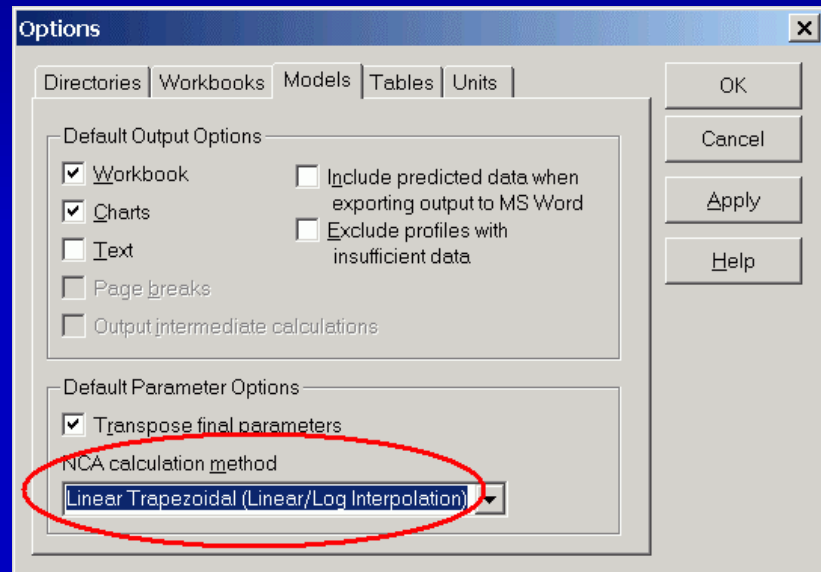 Options
Directories Workbooks Models Tables Units
OK
Cancel
Apply
Help
Default Output Options
Workbook
Charts
Text
Page breaks
Output intermediate calculations
Include predicted data when
exporting output to MS Word
Exclude profiles with
insufficient data
Default Parameter Options
Transpose final parameters
NCA calculation method
Linear Trapezoidal (Linear/Log Interpolation)